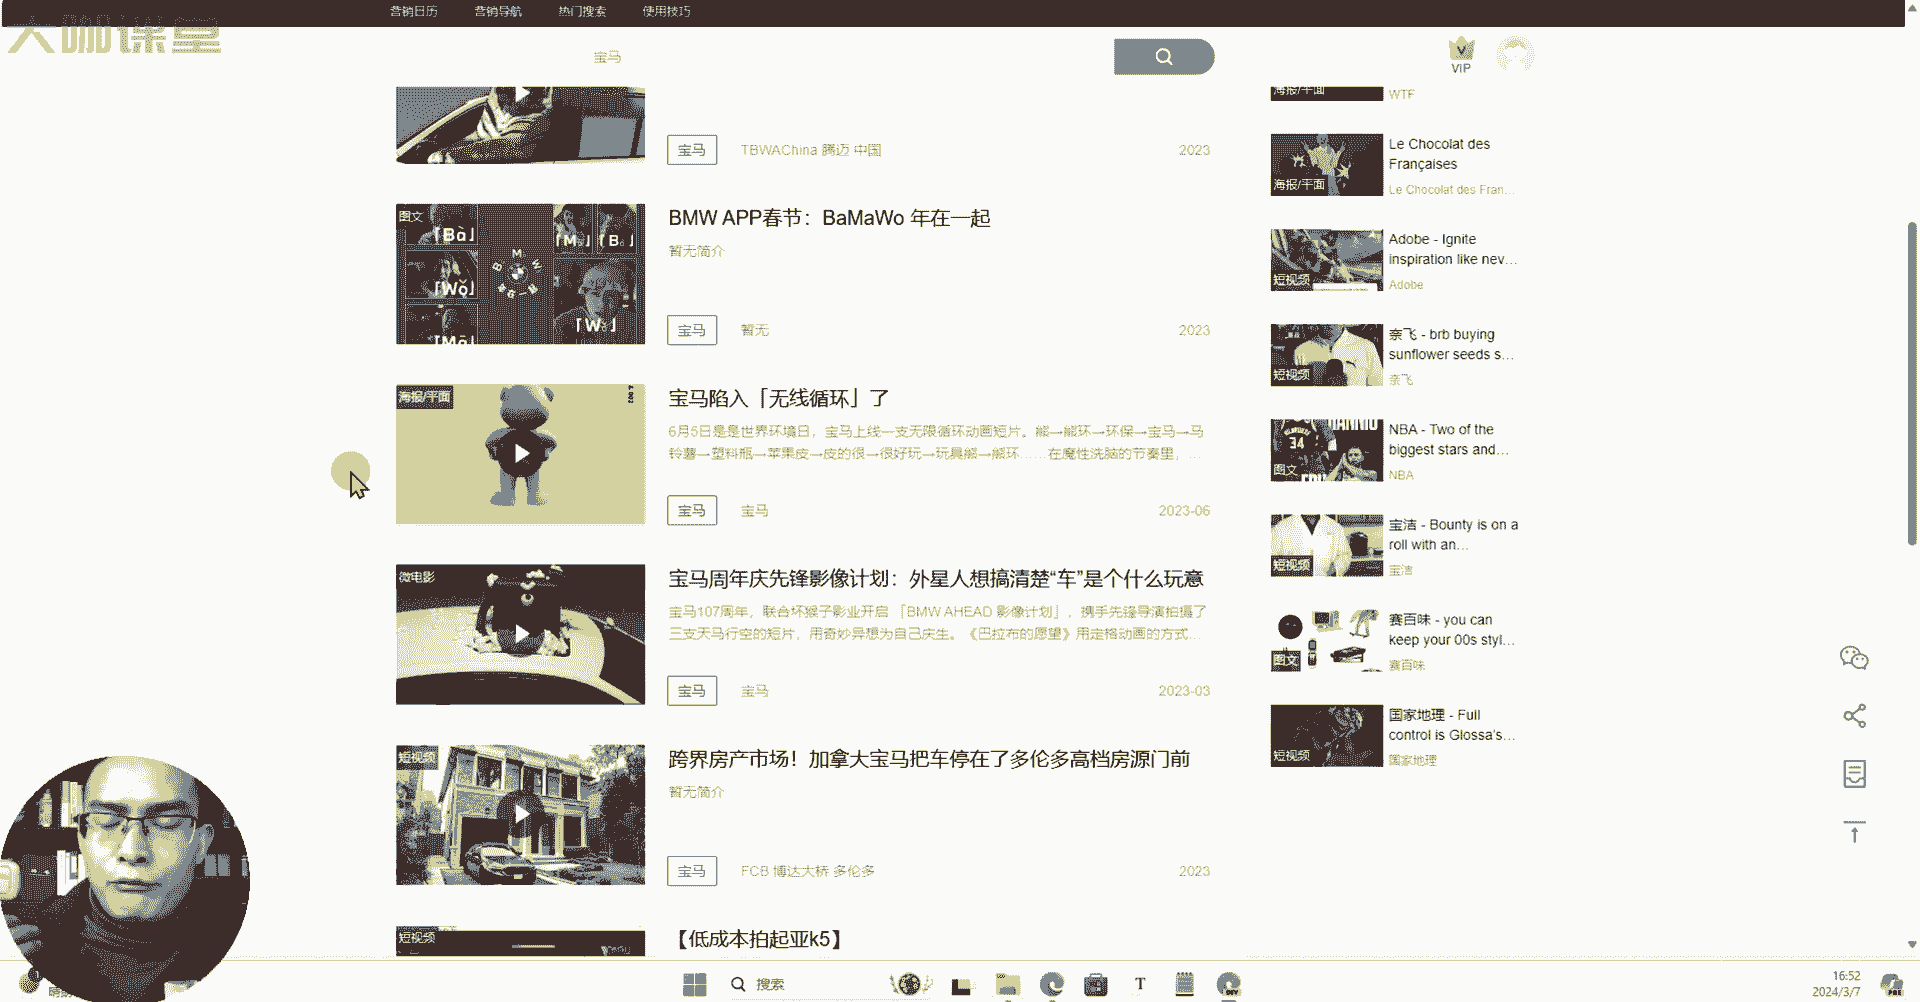 营销日历 营销导航 热门搜索 使用技巧
大咖课堂
宝马
VIP
宝马 TBWAChina 腾迈 中国 2023
图文
「Bà」
「Wǒ」
BMW APP春节：BaMaWo 年在一起
暂无简介
宝马 暂无 2023
海报/平面
宝马陷入「无线循环」了
6月5日是是世界环境日，宝马上线一支无限循环动画短片。熊→熊环→环保→宝马→马
铃薯→塑料瓶→苹果皮→皮的很→很好玩→玩具熊→熊环……在魔性洗脑的节奏里，…
宝马 宝马 2023-06
微电影
宝马周年庆先锋影像计划：外星人想搞清楚“车”是个什么玩意
宝马107周年，联合坏猴子影业开启「BMW AHEAD 影像计划」，携手先锋导演拍摄了
三支天马行空的短片，用奇妙异想为自己庆生。《巴拉布的愿望》用定格动画的方式…
宝马 宝马 2023-03
短视频
跨界房产市场！加拿大宝马把车停在了多伦多高档房源门前
暂无简介
宝马 FCB 博达大桥 多伦多 2023
短视频
【低成本拍起亚k5】
海报/平面
WTF
海报/平面
Le Chocolat des
Françaises
Le Chocolat des Fran…
短视频
Adobe - Ignite
inspiration like nev…
Adobe
短视频
奈飞 - brb buying
sunflower seeds s…
奈飞
34
图文
NBA - Two of the
biggest stars and…
NBA
短视频
宝洁 - Bounty is on a
roll with an…
宝洁
图文
赛百味 - you can
keep your 00s styl…
赛百味
短视频
国家地理 - Full
control is Glossa's…
国家地理
搜索
T
DEV
16:52
2024/3/7
PRE